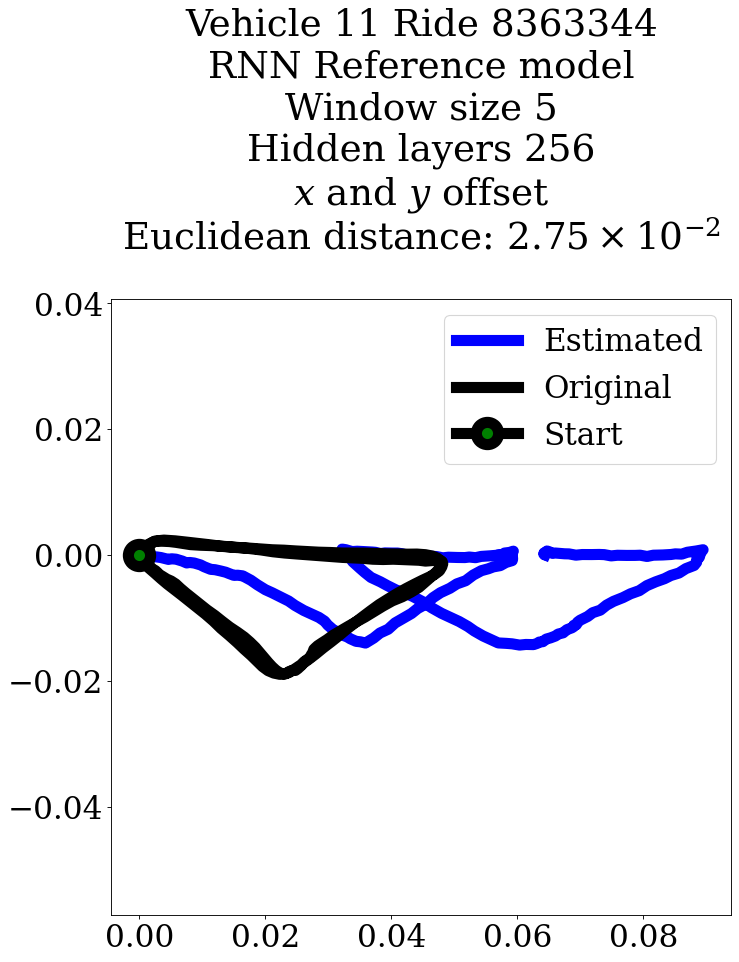 Vehicle 11 Ride 8363344
RNN Reference model
Window size 5
Hidden layers 256
x and y offset
Euclidean distance: 2.75 × 10⁻²
0.04
0.02
0.00
−0.02
−0.04
Estimated
Original
Start
0.00 0.02 0.04 0.06 0.08